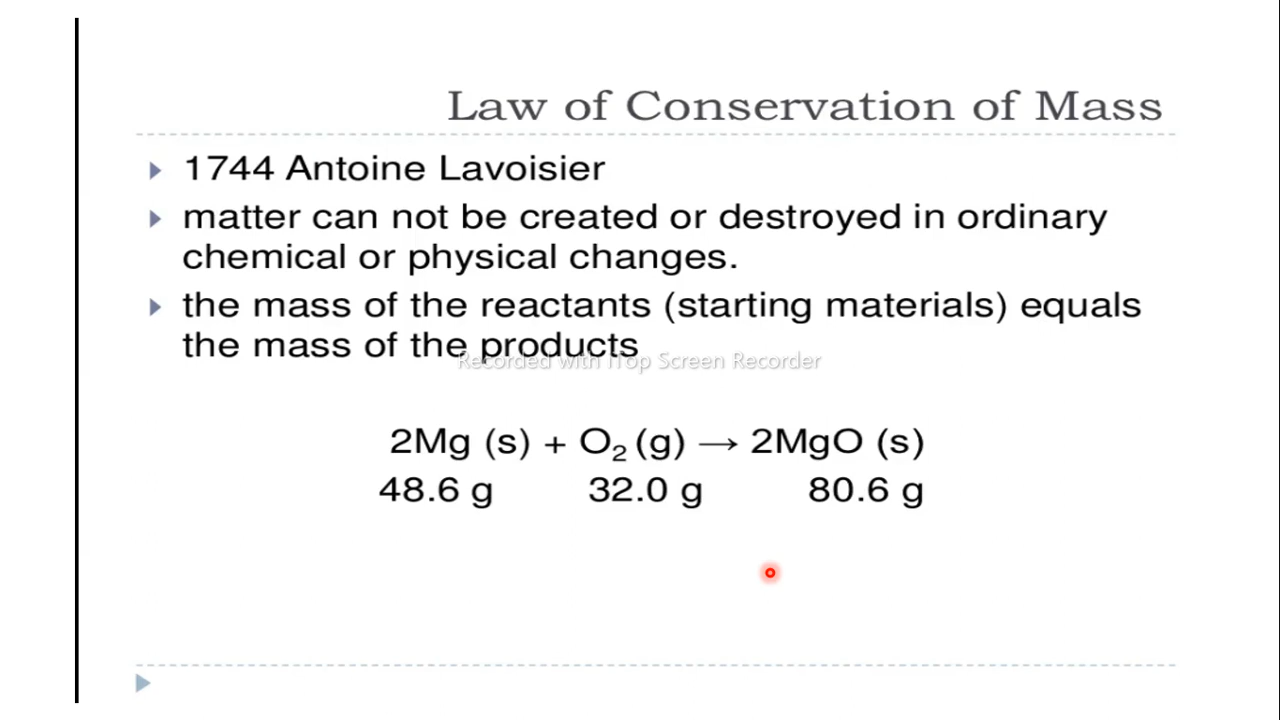 Law of Conservation of Mass
1744 Antoine Lavoisier
matter can not be created or destroyed in ordinary
chemical or physical changes.
the mass of the reactants (starting materials) equals
the mass of the products
Recorded with iTop Screen Recorder
2Mg (s) + O₂ (g) → 2MgO (s)
48.6 g 32.0 g 80.6 g